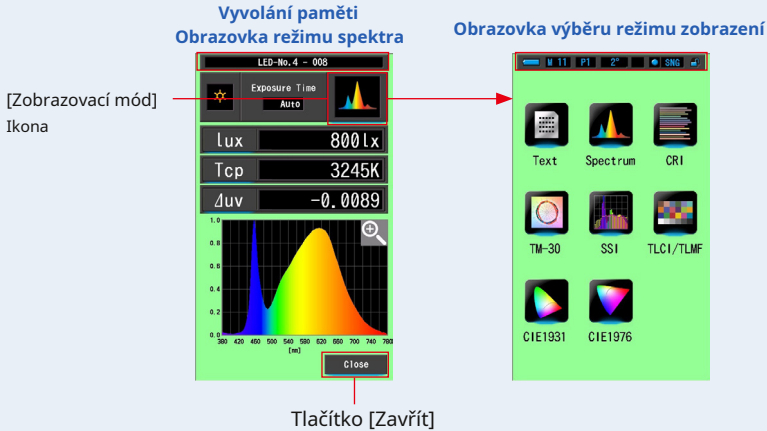 Vyvolání paměti
Obrazovka režimu spektra
Obrazovka výběru režimu zobrazení
[Zobrazovací mód]
Ikona
LED-No.4 - 008
Exposure Time
Auto
lux 800lx
Tcp 3245K
Δuv -0.0089
1.0
0.8
0.6
0.4
0.2
0.0
380 420 460 500 540 580 620 660 700 740 780
[nm]
Close
Tlačítko [Zavřít]
M 11 P1 2° SNG
Text Spectrum CRI
TM-30 SSI TLCI/TLMF
CIE1931 CIE1976